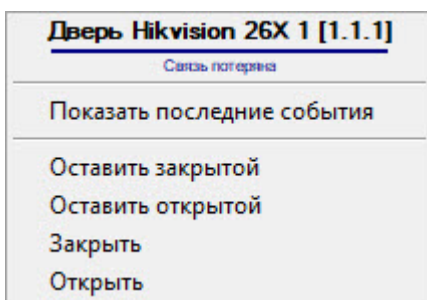 Дверь Hikvision 26X 1 [1.1.1]
Связь потеряна
Показать последние события
Оставить закрытой
Оставить открытой
Закрыть
Открыть